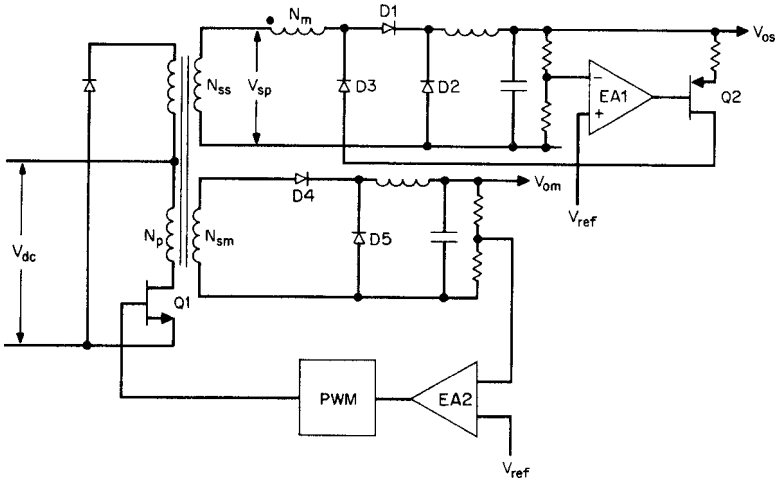 Nm
D1
Vos
Nss
Vsp
D3
D2
−
EA1
+
Q2
Vref
D4
Vom
Vdc
Np
Nsm
D5
Q1
PWM
EA2
Vref